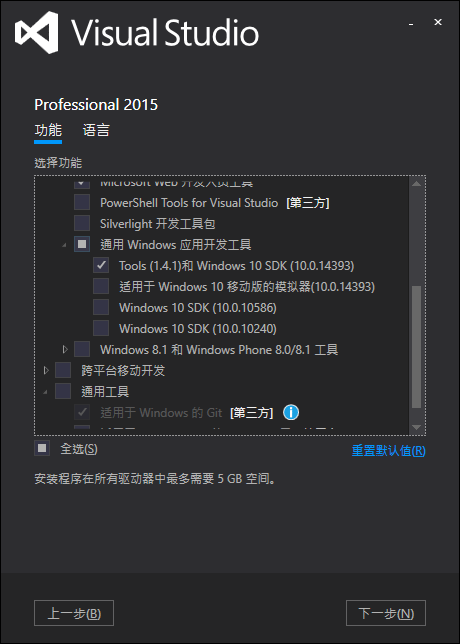 Visual Studio
Professional 2015
功能 语言
选择功能
Microsoft Web 开发人员工具
PowerShell Tools for Visual Studio [第三方]
Silverlight 开发工具包
通用 Windows 应用开发工具
Tools (1.4.1)和 Windows 10 SDK (10.0.14393)
适用于 Windows 10 移动版的模拟器(10.0.14393)
Windows 10 SDK (10.0.10586)
Windows 10 SDK (10.0.10240)
Windows 8.1 和 Windows Phone 8.0/8.1 工具
跨平台移动开发
通用工具
适用于 Windows 的 Git [第三方]
全选(S)
重置默认值(R)
安装程序在所有驱动器中最多需要 5 GB 空间。
上一步(B)
下一步(N)